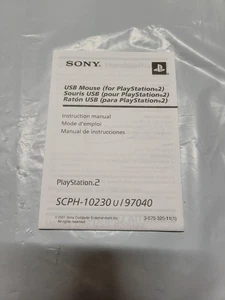 SONY
USB Mouse (for PlayStation®2)
Souris USB (pour PlayStation®2)
Ratón USB (para PlayStation®2)
Instruction manual
Mode d'emploi
Manual de instrucciones
PlayStation®2
SCPH-10230 U / 97040
© 2001 Sony Computer Entertainment Inc.
All rights reserved.